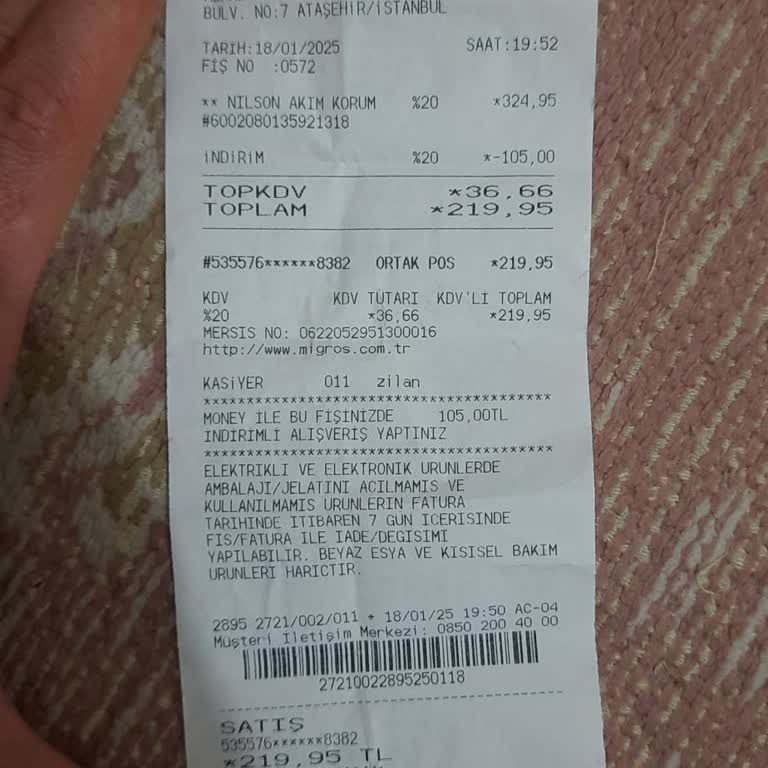 BULV. NO:7 ATAŞEHİR/İSTANBUL
TARİH:18/01/2025 SAAT:19:52
FİŞ NO :0572
** NILSON AKIM KORUM %20 *324,95
#6002080135921318
İNDİRİM %20 *-105,00
TOPKDV *36,66
TOPLAM *219,95
#535576******8382 ORTAK POS *219,95
KDV KDV TUTARI KDV'Lİ TOPLAM
%20 *36,66 *219,95
MERSIS NO: 0622052951300016
http://www.migros.com.tr
KASİYER 011 zilan
******************************************
MONEY İLE BU FİŞİNİZDE 105,00TL
INDIRIMLI ALIŞVERİŞ YAPTINIZ
******************************************
ELEKTRIKLI VE ELEKTRONIK URUNLERDE
AMBALAJI/JELATINI ACILMAMIS VE
KULLANILMAMIS URUNLERIN FATURA
TARIHINDE ITIBAREN 7 GUN ICERISINDE
FIS/FATURA ILE IADE/DEGISIMI
YAPILABILIR. BEYAZ ESYA VE KISISEL BAKIM
URUNLERI HARICTIR.
2895 2721/002/011 + 18/01/25 19:50 AC-04
Müşteri İletişim Merkezi: 0850 200 40 00
27210022895250118
SATIŞ
535576******8382
*219,95 TL